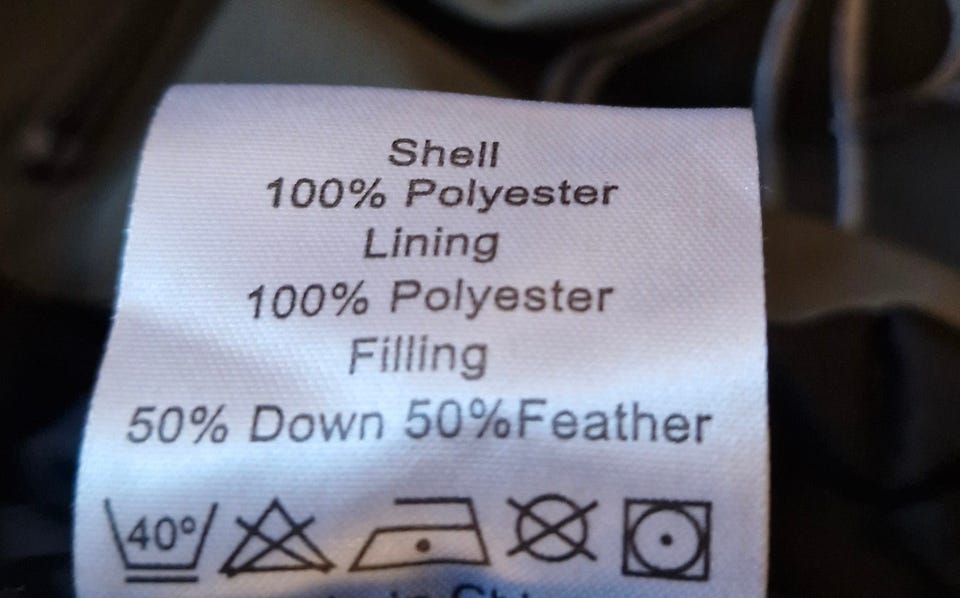 Shell
100% Polyester
Lining
100% Polyester
Filling
50% Down 50%Feather
40°